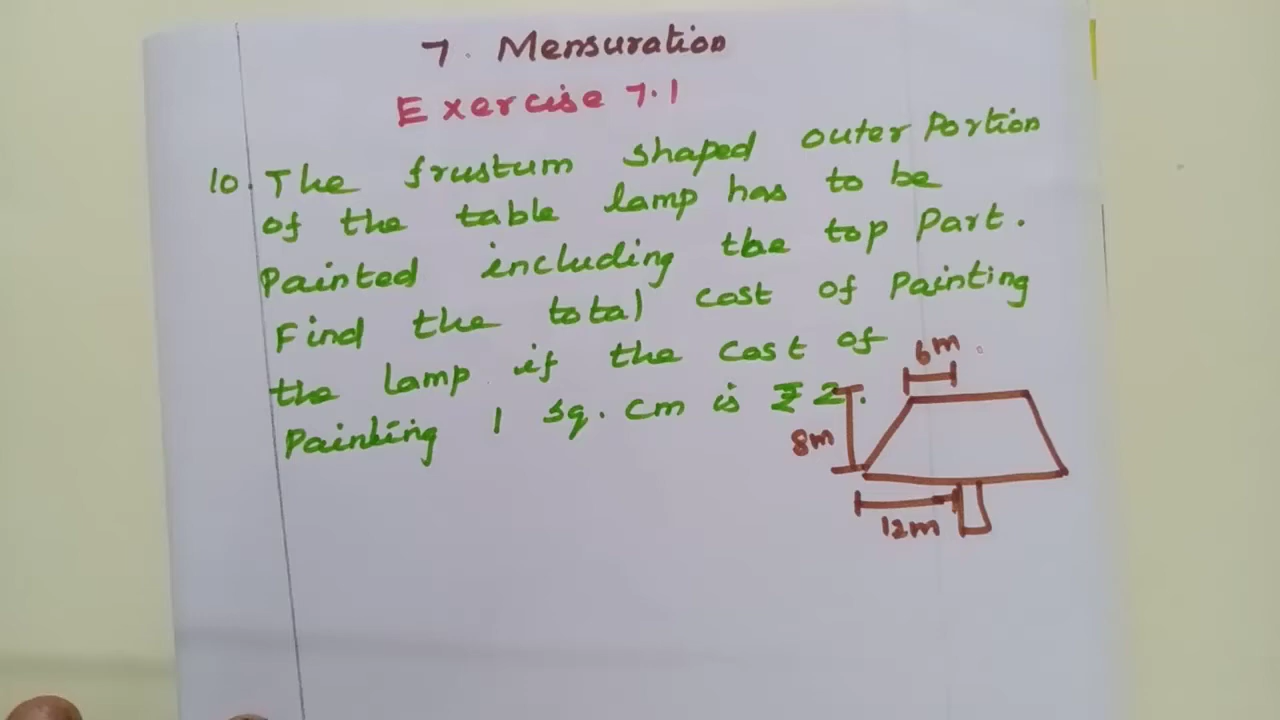 7. Mensuration
Exercise 7.1
10. The frustum shaped outer Portion
of the table lamp has to be
Painted including the top Part.
Find the total cost of Painting
the lamp if the cost of
Painting 1 sq. cm is ₹ 2.
6m
8m
12m